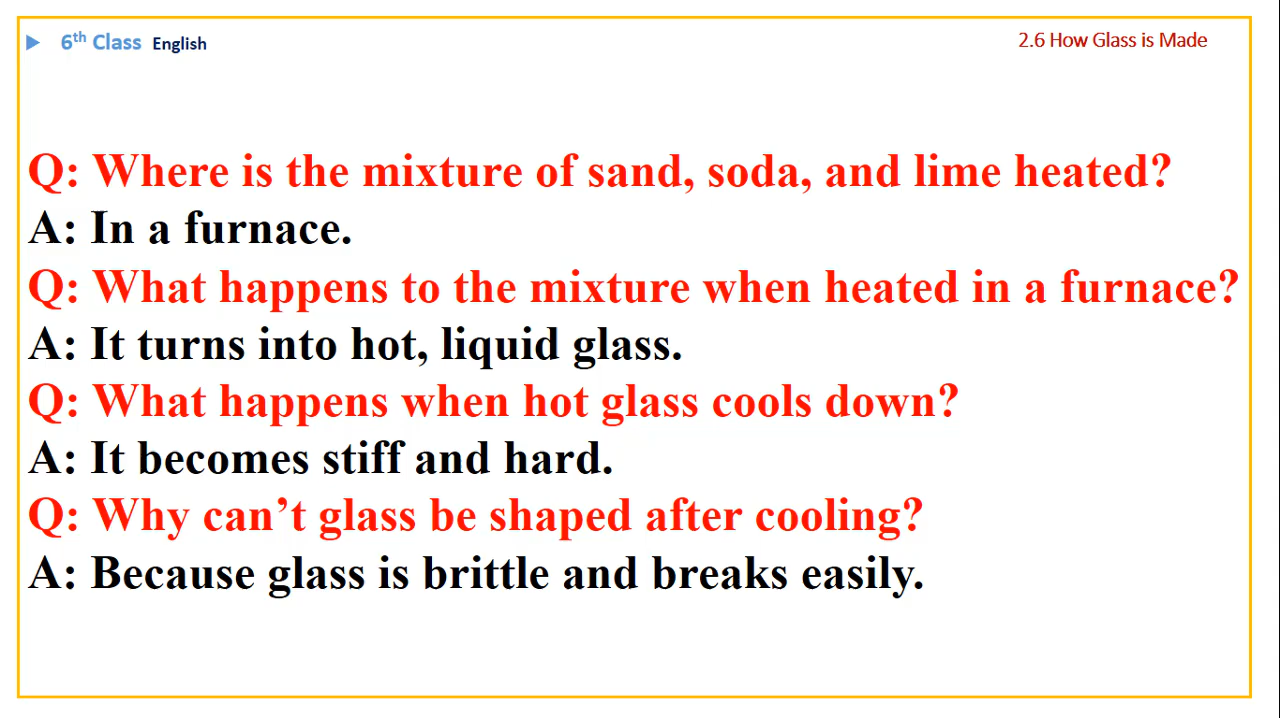 6th Class English
2.6 How Glass is Made
Q: Where is the mixture of sand, soda, and lime heated?
A: In a furnace.
Q: What happens to the mixture when heated in a furnace?
A: It turns into hot, liquid glass.
Q: What happens when hot glass cools down?
A: It becomes stiff and hard.
Q: Why can’t glass be shaped after cooling?
A: Because glass is brittle and breaks easily.